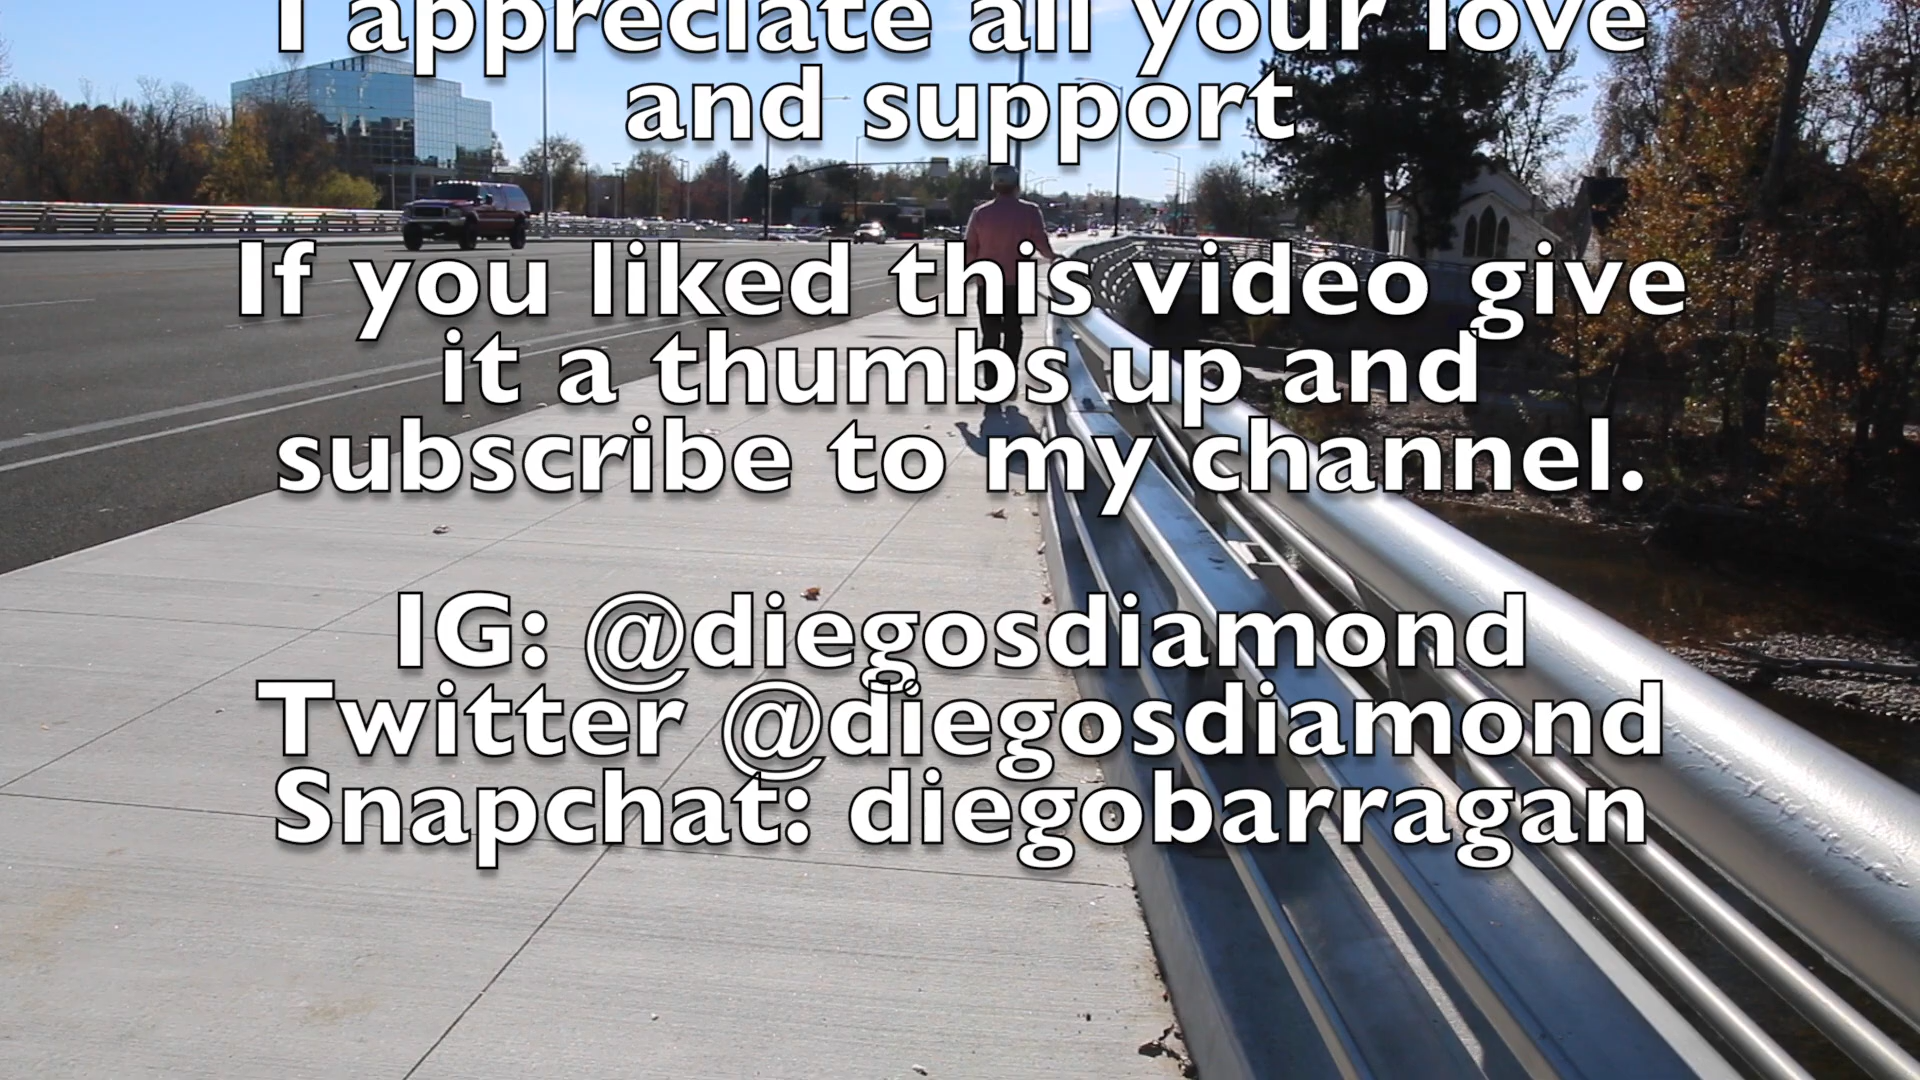 I appreciate all your love
and support
If you liked this video give
it a thumbs up and
subscribe to my channel.
IG: @diegosdiamond
Twitter @diegosdiamond
Snapchat: diegobarragan